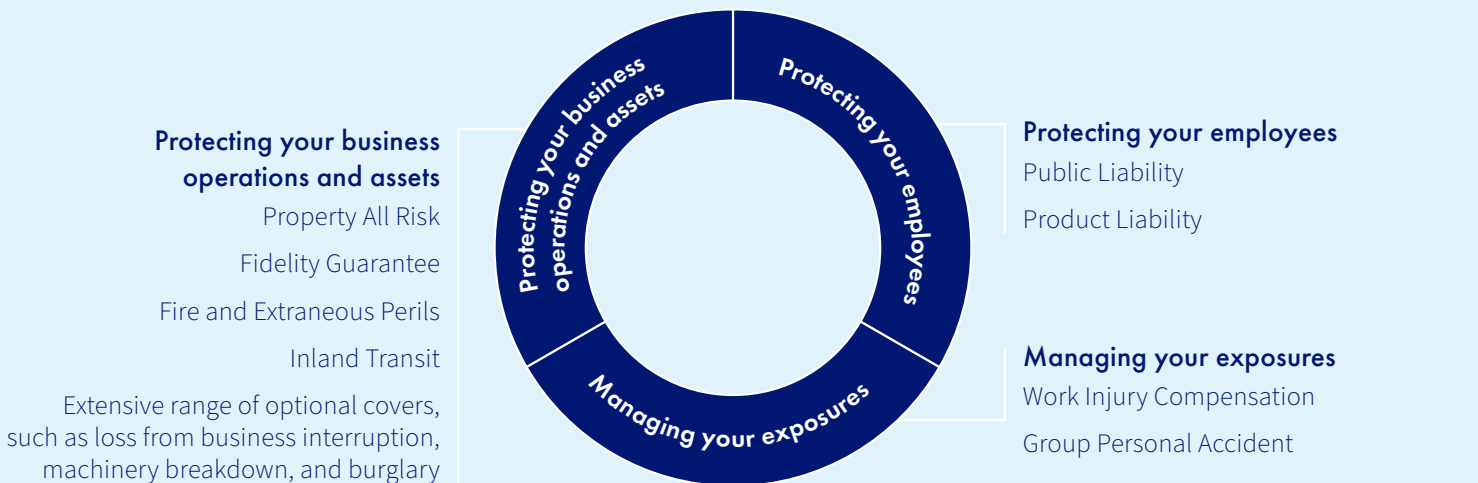 Protecting your business
operations and assets
Property All Risk
Fidelity Guarantee
Fire and Extraneous Perils
Inland Transit
Extensive range of optional covers,
such as loss from business interruption,
machinery breakdown, and burglary
Protecting your business
operations and assets
Protecting your employees
Managing your exposures
Protecting your employees
Public Liability
Product Liability
Managing your exposures
Work Injury Compensation
Group Personal Accident